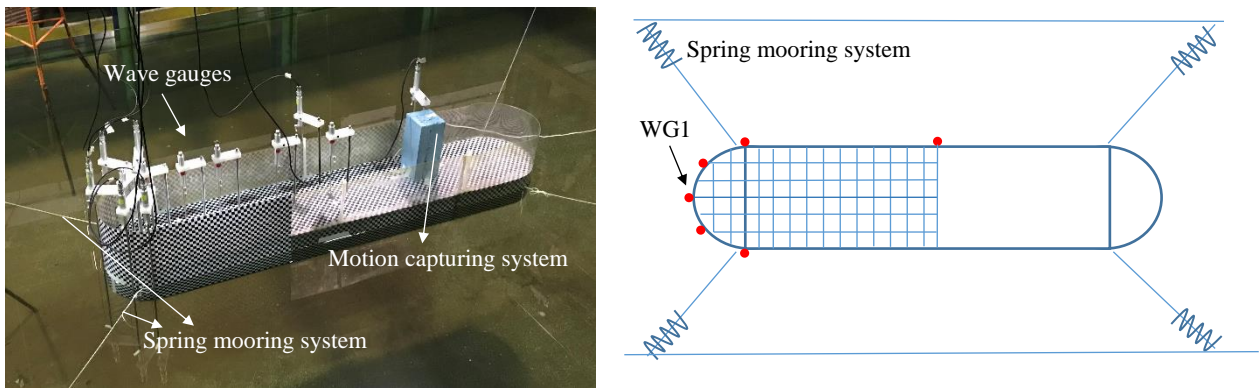 Wave gauges
Motion capturing system
Spring mooring system
Spring mooring system
WG1